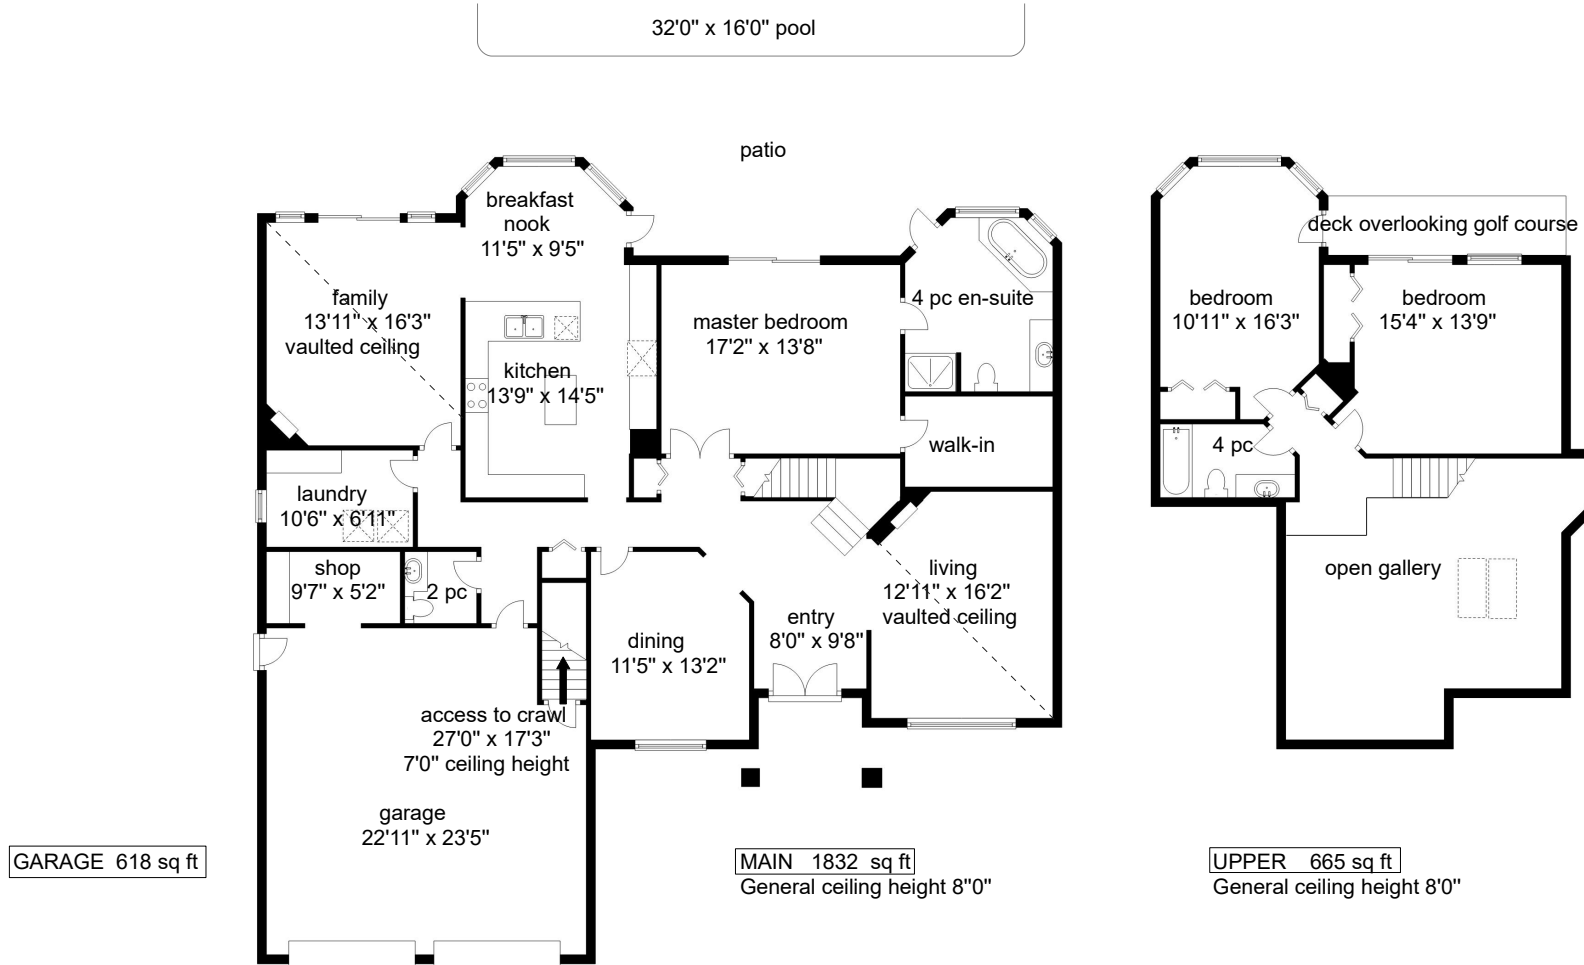 32'0" x 16'0" pool
patio
breakfast
nook
11'5" x 9'5"
family
13'11" x 16'3"
vaulted ceiling
kitchen
13'9" x 14'5"
master bedroom
17'2" x 13'8"
4 pc en-suite
walk-in
laundry
10'6" x 6'11"
shop
9'7" x 5'2"
2 pc
dining
11'5" x 13'2"
entry
8'0" x 9'8"
living
12'11" x 16'2"
vaulted ceiling
access to crawl
27'0" x 17'3"
7'0" ceiling height
garage
22'11" x 23'5"
deck overlooking golf course
bedroom
10'11" x 16'3"
bedroom
15'4" x 13'9"
4 pc
open gallery
GARAGE 618 sq ft
MAIN 1832 sq ft
General ceiling height 8"0"
UPPER 665 sq ft
General ceiling height 8'0"